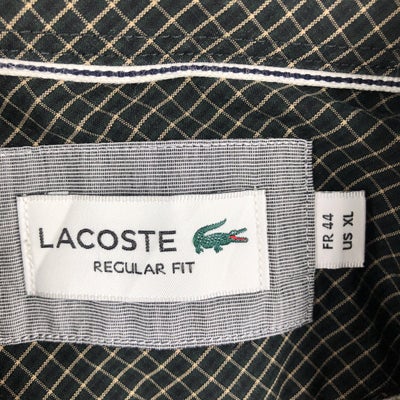 LACOSTE
REGULAR FIT
FR 44
US XL